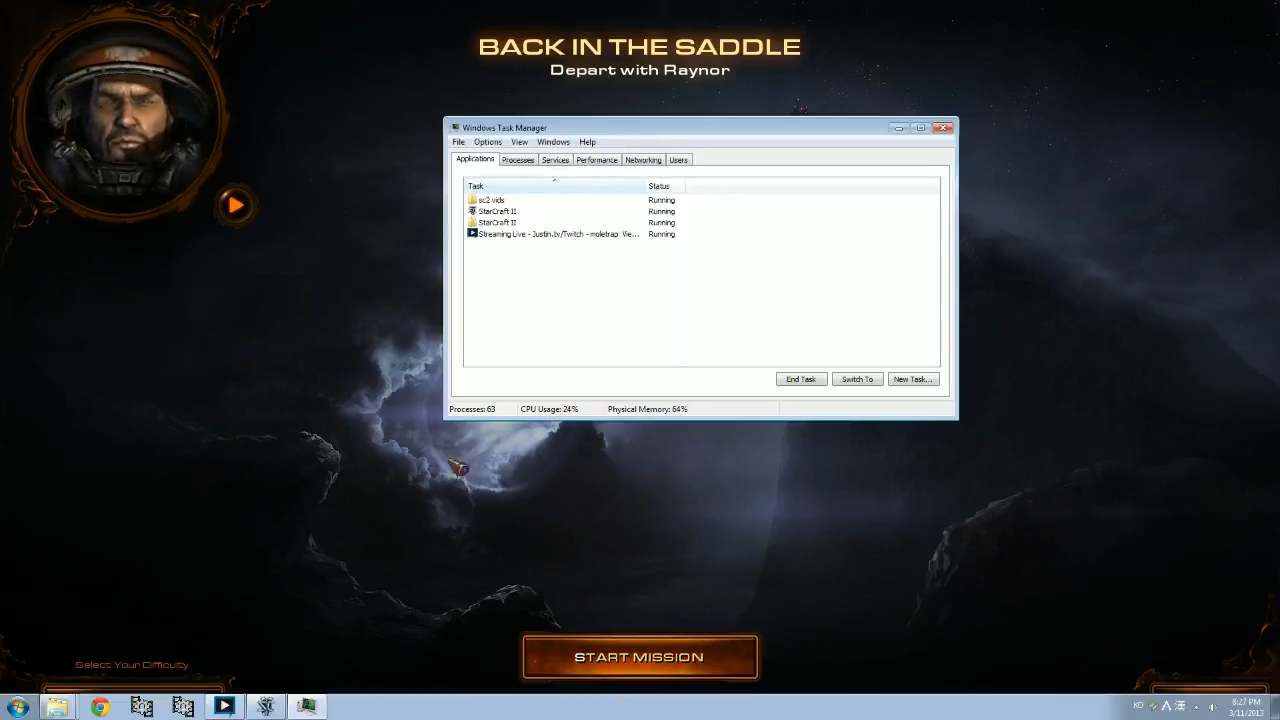 BACK IN THE SADDLE
Depart with Raynor
Windows Task Manager
File Options View Windows Help
Applications Processes Services Performance Networking Users
Task Status
sc2 vids Running
StarCraft II Running
StarCraft II Running
Streaming Live - Justin.tv/Twitch - moletrap Vie... Running
End Task Switch To New Task...
Processes: 63 CPU Usage: 24% Physical Memory: 64%
START MISSION
Select Your Difficulty
KO A 漢 8:27 PM
3/11/2013